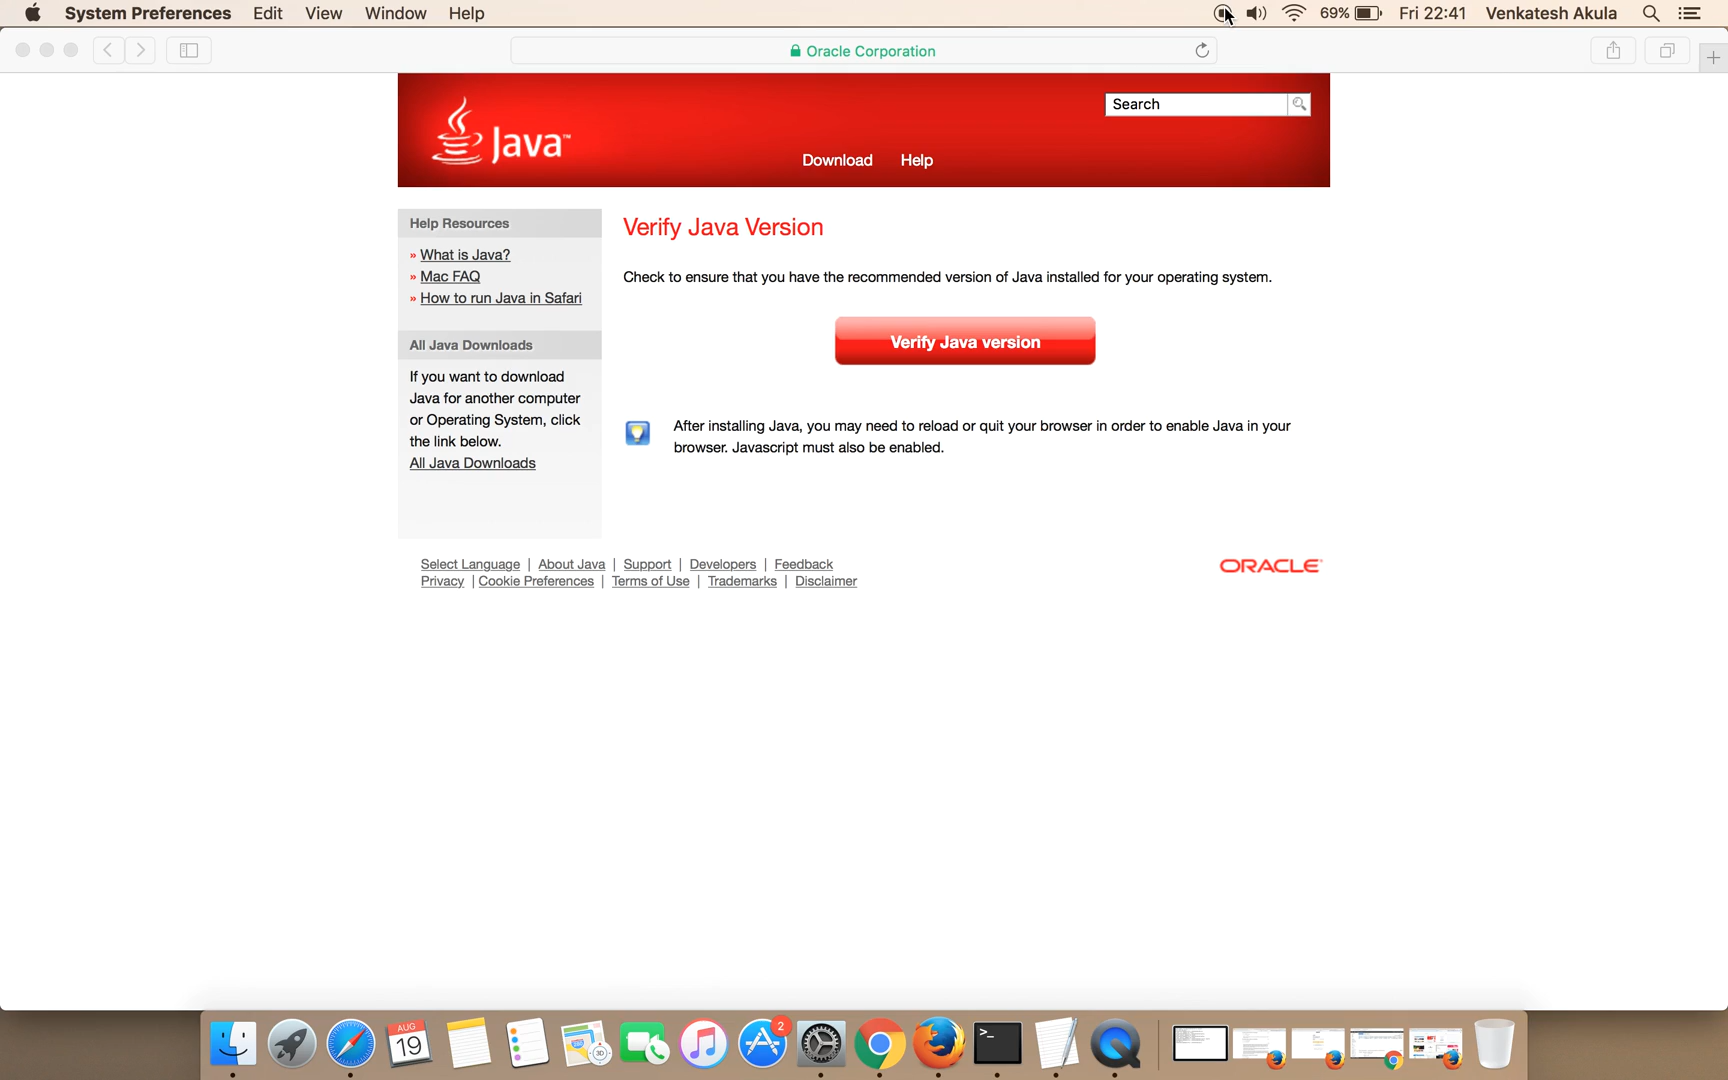 System Preferences Edit View Window Help 69% Fri 22:41 Venkatesh Akula
Oracle Corporation
Java™
Search
Download Help
Help Resources
» What is Java?
» Mac FAQ
» How to run Java in Safari
All Java Downloads
If you want to download
Java for another computer
or Operating System, click
the link below.
All Java Downloads
Verify Java Version
Check to ensure that you have the recommended version of Java installed for your operating system.
Verify Java version
After installing Java, you may need to reload or quit your browser in order to enable Java in your
browser. Javascript must also be enabled.
Select Language | About Java | Support | Developers | Feedback
Privacy | Cookie Preferences | Terms of Use | Trademarks | Disclaimer
ORACLE
AUG
19
3D
2
>_